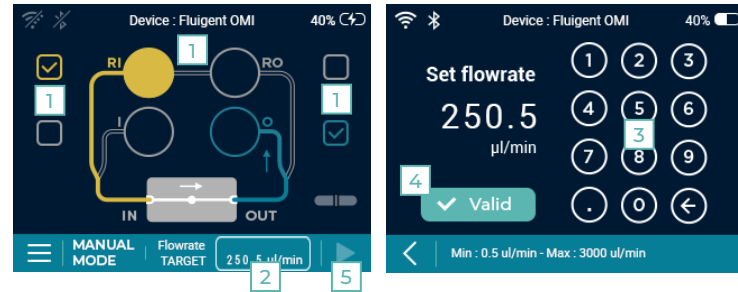 Device : Fluigent OMI
40%
1
RI
RO
1
1
I
O
IN
OUT
MANUAL
MODE
Flowrate
TARGET
250.5 ul/min
2
5
Device : Fluigent OMI
40%
Set flowrate
250.5
µl/min
4
Valid
1 2 3
4 5 6
3
7 8 9
. 0
Min : 0.5 ul/min - Max : 3000 ul/min